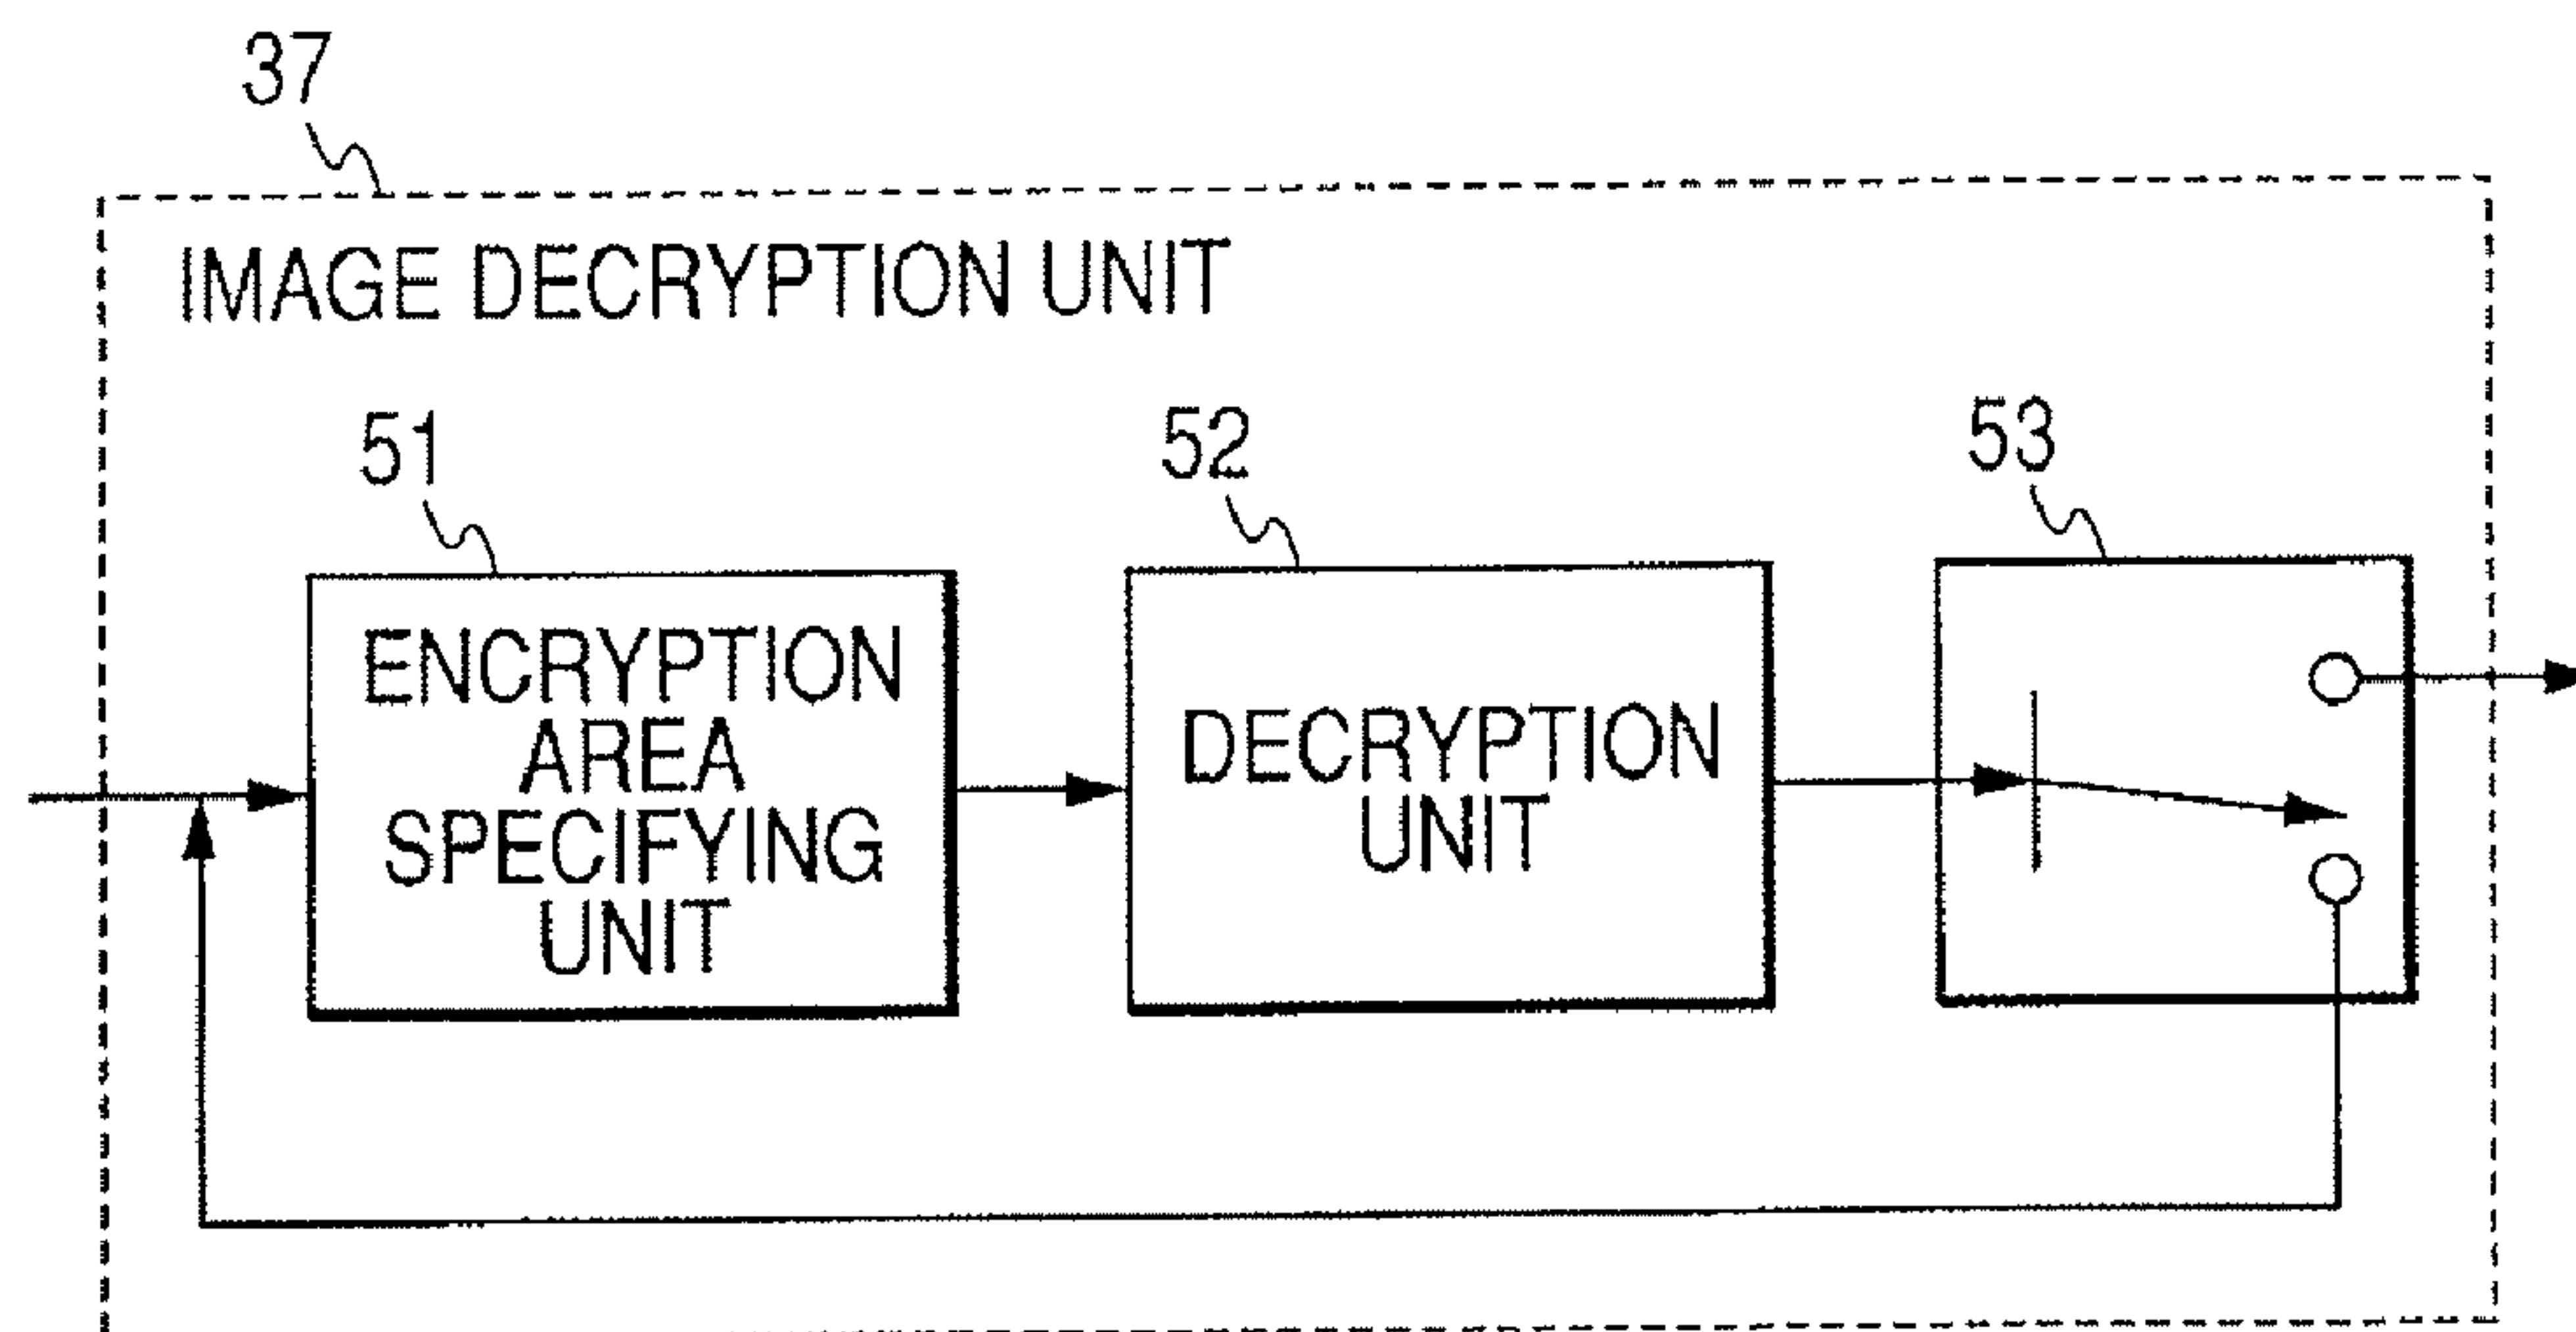 37
IMAGE DECRYPTION UNIT
51
52
53
ENCRYPTION
AREA
SPECIFYING
UNIT
DECRYPTION
UNIT